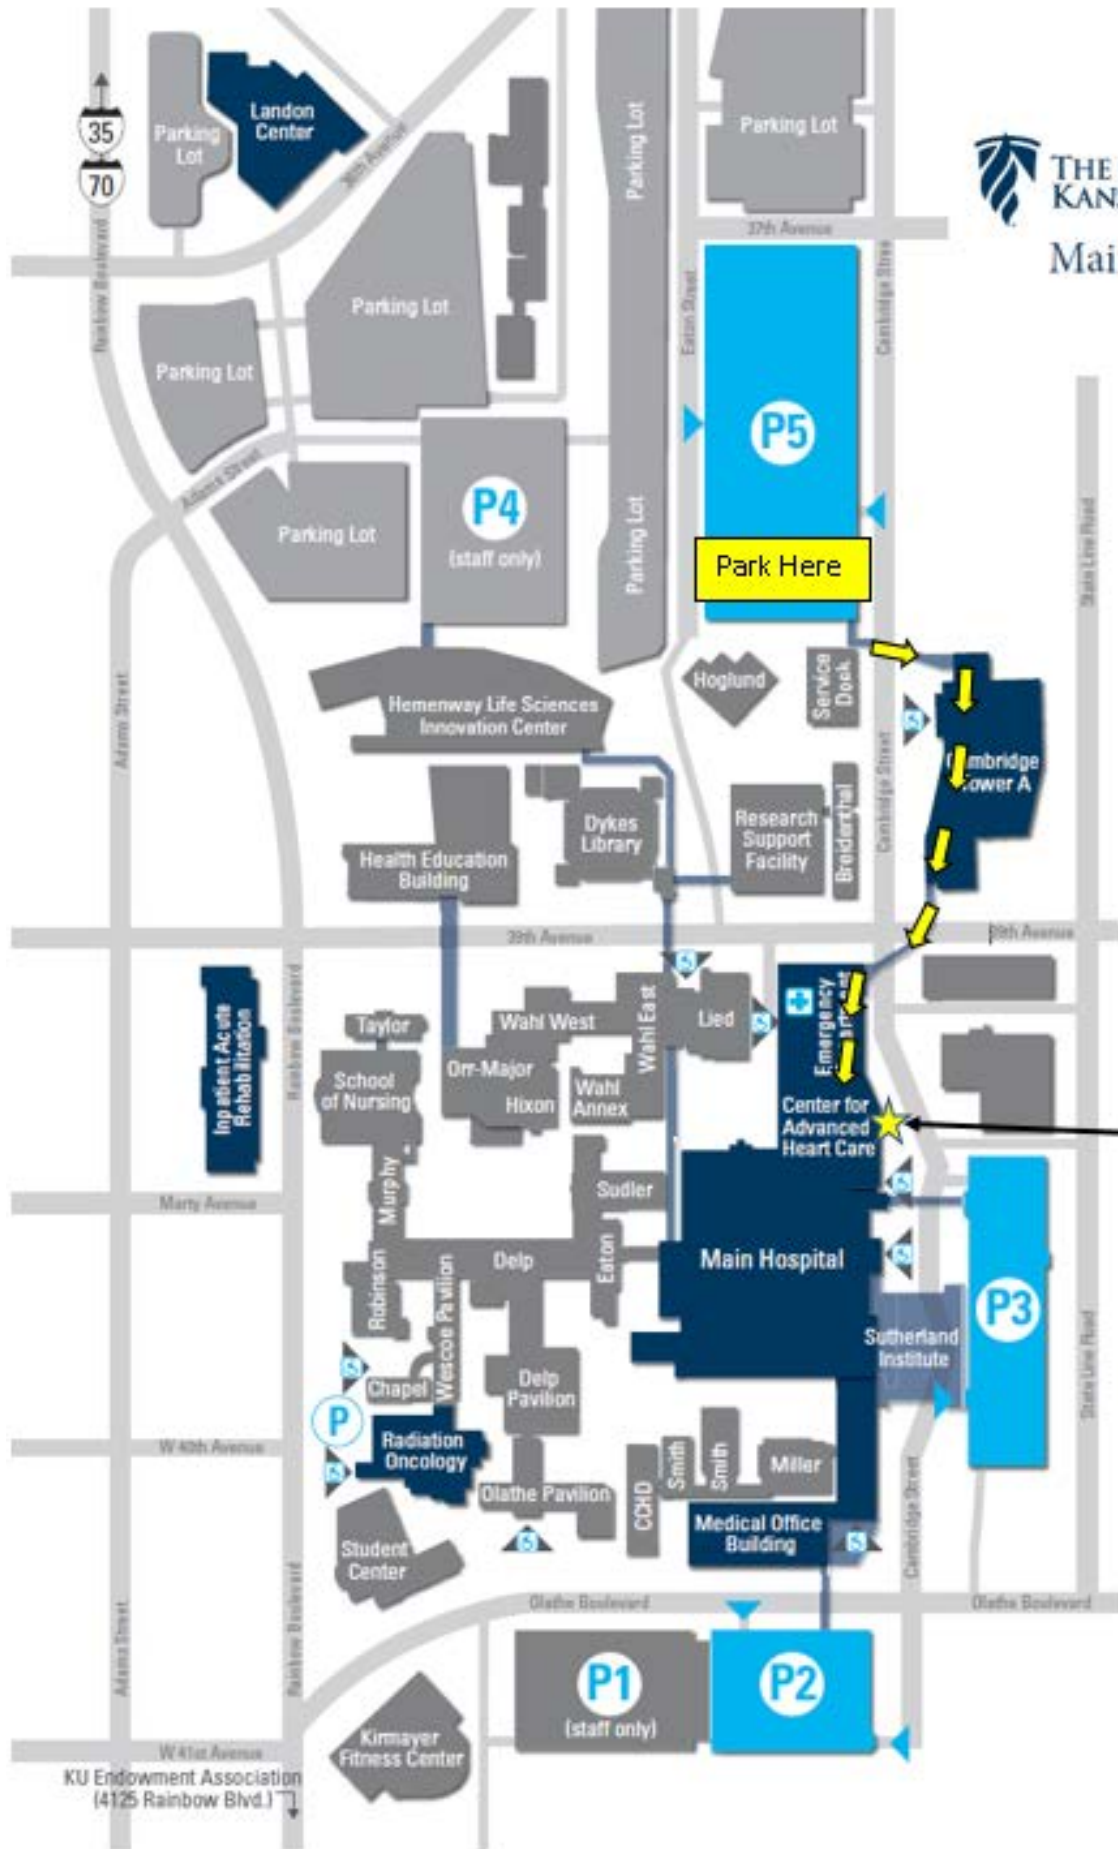 35
70
Rainbow Boulevard
Parking
Lot
Landon
Center
36th Avenue
Parking Lot
Parking Lot
THE
KAN
Mai
37th Avenue
Eaton Street
Cambridge Stree
Parking Lot
Parking Lot
P5
Adams Street
Parking Lot
P4
(staff only)
Parking Lot
Park Here
State Line Road
Hoglund
Service
Dock
Hemenway Life Sciences
Innovation Center
Adams Street
Cambridge Street
Cambridge
Tower A
Dykes
Library
Research
Support
Facility
Breidenthal
Health Education
Building
39th Avenue
39th Avenue
Inpatient Acute
Rehabilitation
Rainbow Boulevard
Taylor
Wahl West
Wahl East
Lied
Emergency
School
of Nursing
Orr-Major
Hixon
Wahl
Annex
Center for
Advanced
Heart Care
Marty Avenue
Murphy
Sudler
Robinson
Wescoe Pavilion
Delp
Eaton
Main Hospital
P3
Sutherland
Institute
State Line Road
Chapel
Delp
Pavilion
P
W 40th Avenue
Radiation
Oncology
Olathe Pavilion
CCHD
Smith
Smith
Miller
Medical Office
Building
Cambridge Street
Student
Center
Olathe Boulevard
Olathe Boulevard
Adams Street
Rainbow Boulevard
P1
(staff only)
P2
Kirmayer
Fitness Center
W 41st Avenue
KU Endowment Association
(4125 Rainbow Blvd.)